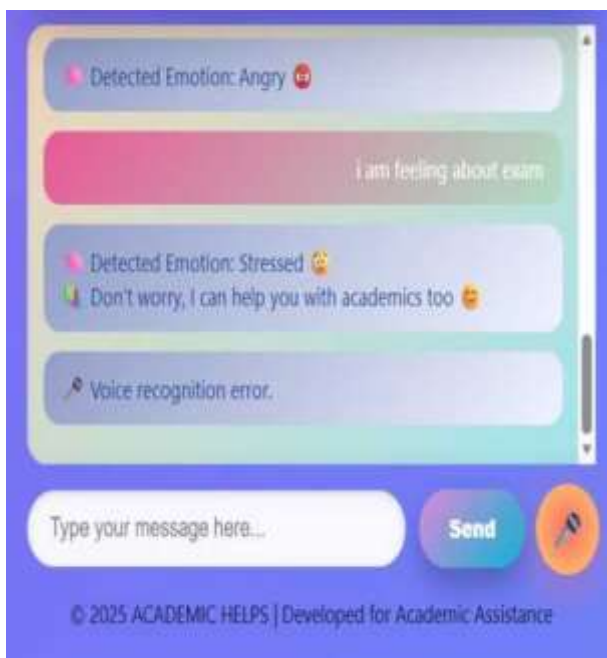 Detected Emotion: Angry
i am feeling about exam
Detected Emotion: Stressed
Don't worry, I can help you with academics too
Voice recognition error.
Type your message here...
Send
© 2025 ACADEMIC HELPS | Developed for Academic Assistance